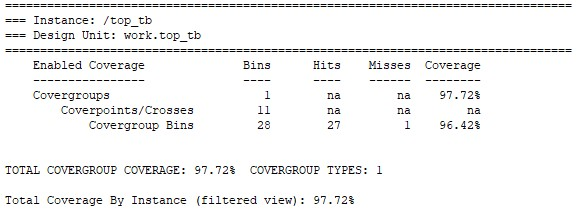 =================================================================================
=== Instance: /top_tb
=== Design Unit: work.top_tb
=================================================================================
    Enabled Coverage              Bins      Hits    Misses  Coverage
    ----------------              ----      ----    ------  --------
    Covergroups                      1        na        na    97.72%
        Coverpoints/Crosses         11        na        na        na
            Covergroup Bins         28        27         1    96.42%
TOTAL COVERGROUP COVERAGE: 97.72%  COVERGROUP TYPES: 1
Total Coverage By Instance (filtered view): 97.72%